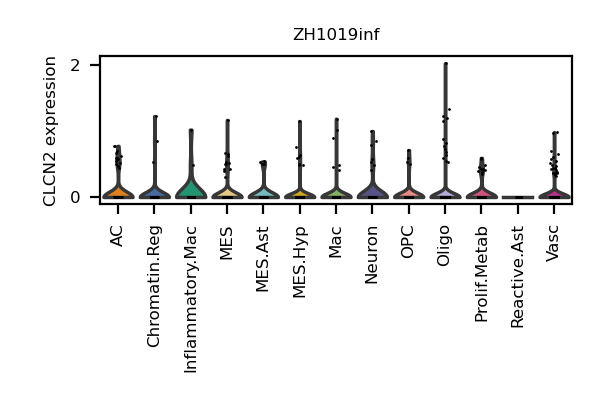 ZH1019inf
CLCN2 expression
2
0
AC
Chromatin.Reg
Inflammatory.Mac
MES
MES.Ast
MES.Hyp
Mac
Neuron
OPC
Oligo
Prolif.Metab
Reactive.Ast
Vasc